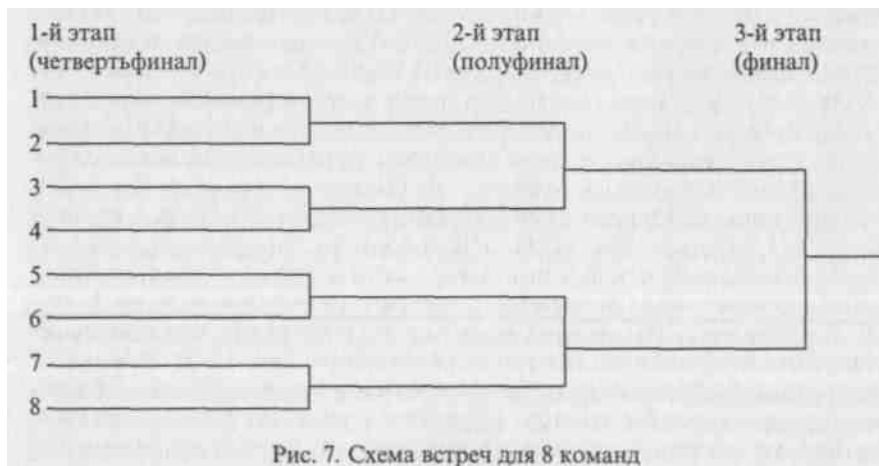 1-й этап 2-й этап 3-й этап
(четвертьфинал) (полуфинал) (финал)
1
2
3
4
5
6
7
8
Рис. 7. Схема встреч для 8 команд